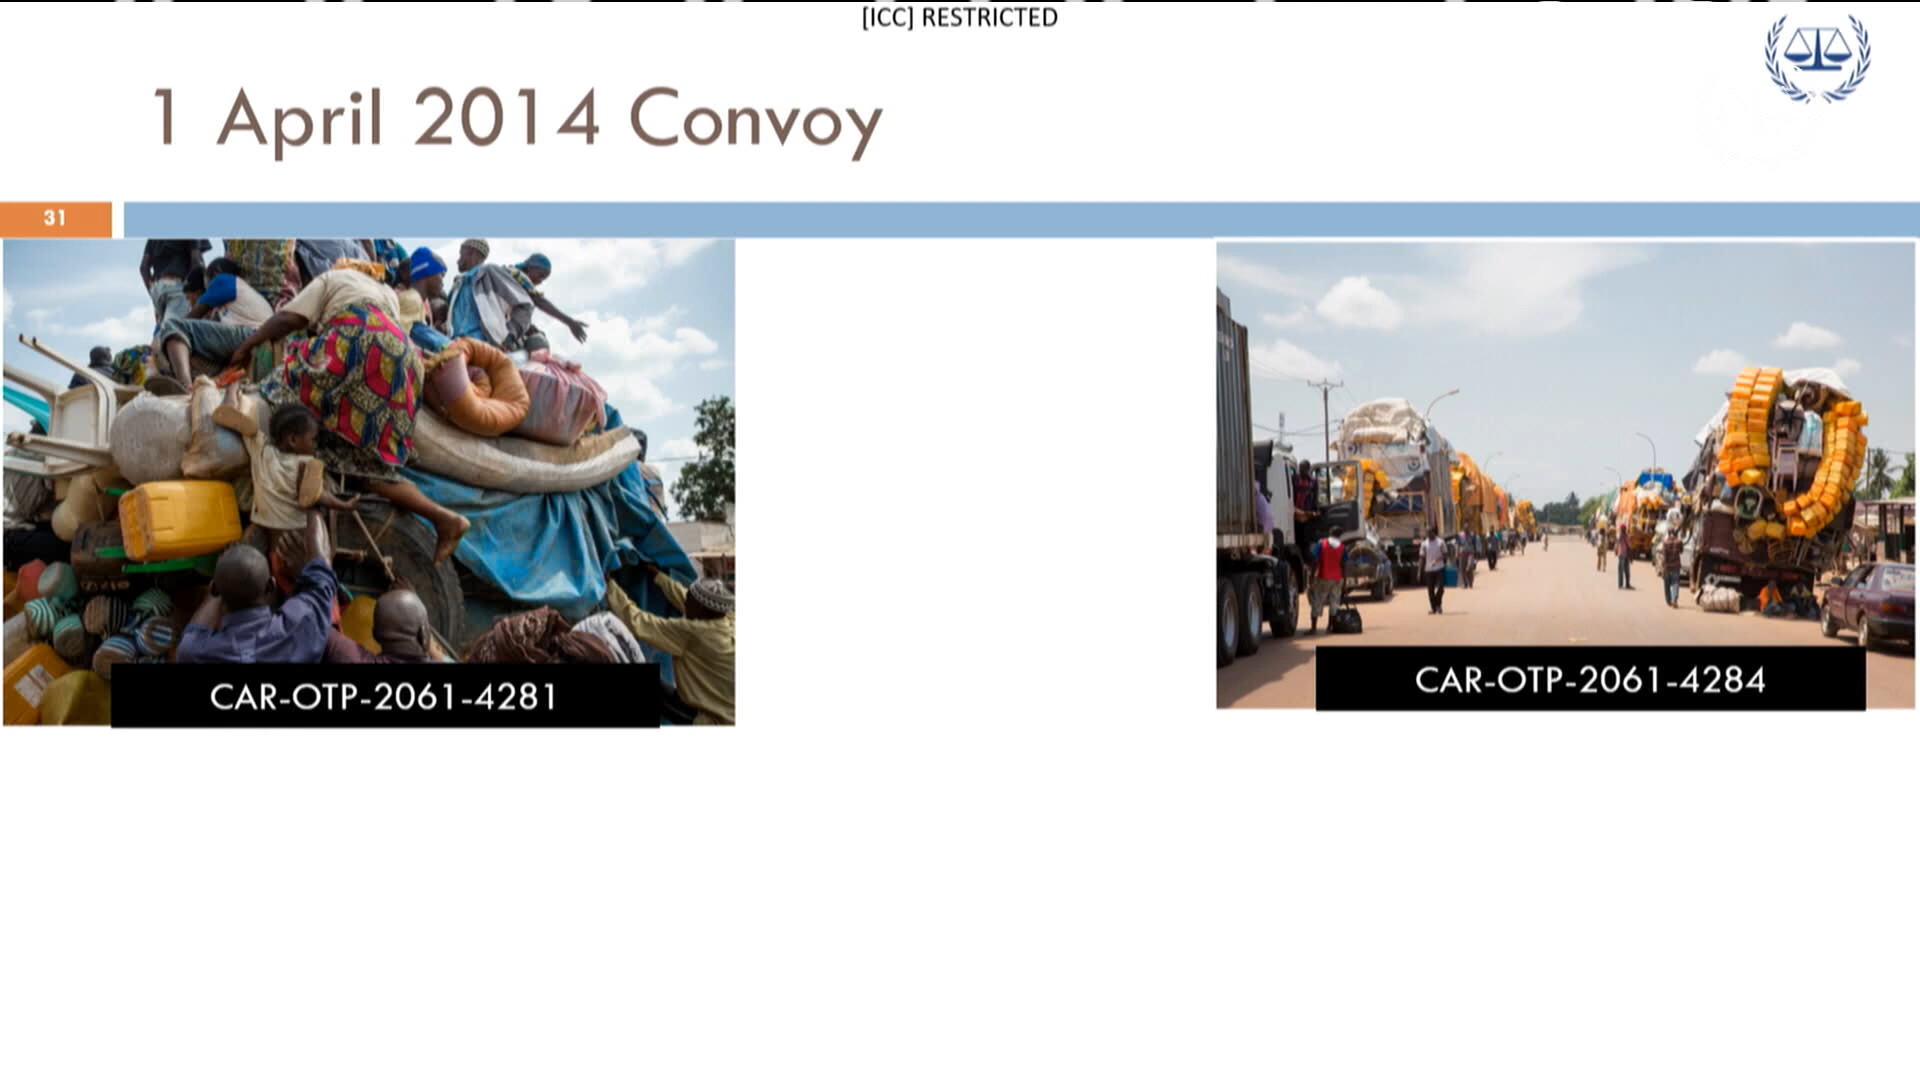 [ICC] RESTRICTED
1 April 2014 Convoy
31
CAR-OTP-2061-4281
CAR-OTP-2061-4284